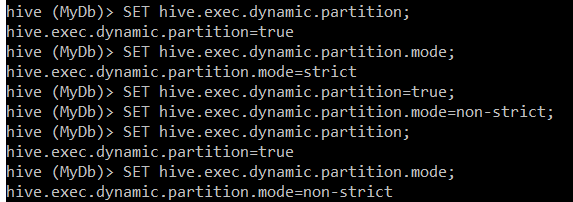 hive (MyDb)> SET hive.exec.dynamic.partition;
hive.exec.dynamic.partition=true
hive (MyDb)> SET hive.exec.dynamic.partition.mode;
hive.exec.dynamic.partition.mode=strict
hive (MyDb)> SET hive.exec.dynamic.partition=true;
hive (MyDb)> SET hive.exec.dynamic.partition.mode=non-strict;
hive (MyDb)> SET hive.exec.dynamic.partition;
hive.exec.dynamic.partition=true
hive (MyDb)> SET hive.exec.dynamic.partition.mode;
hive.exec.dynamic.partition.mode=non-strict